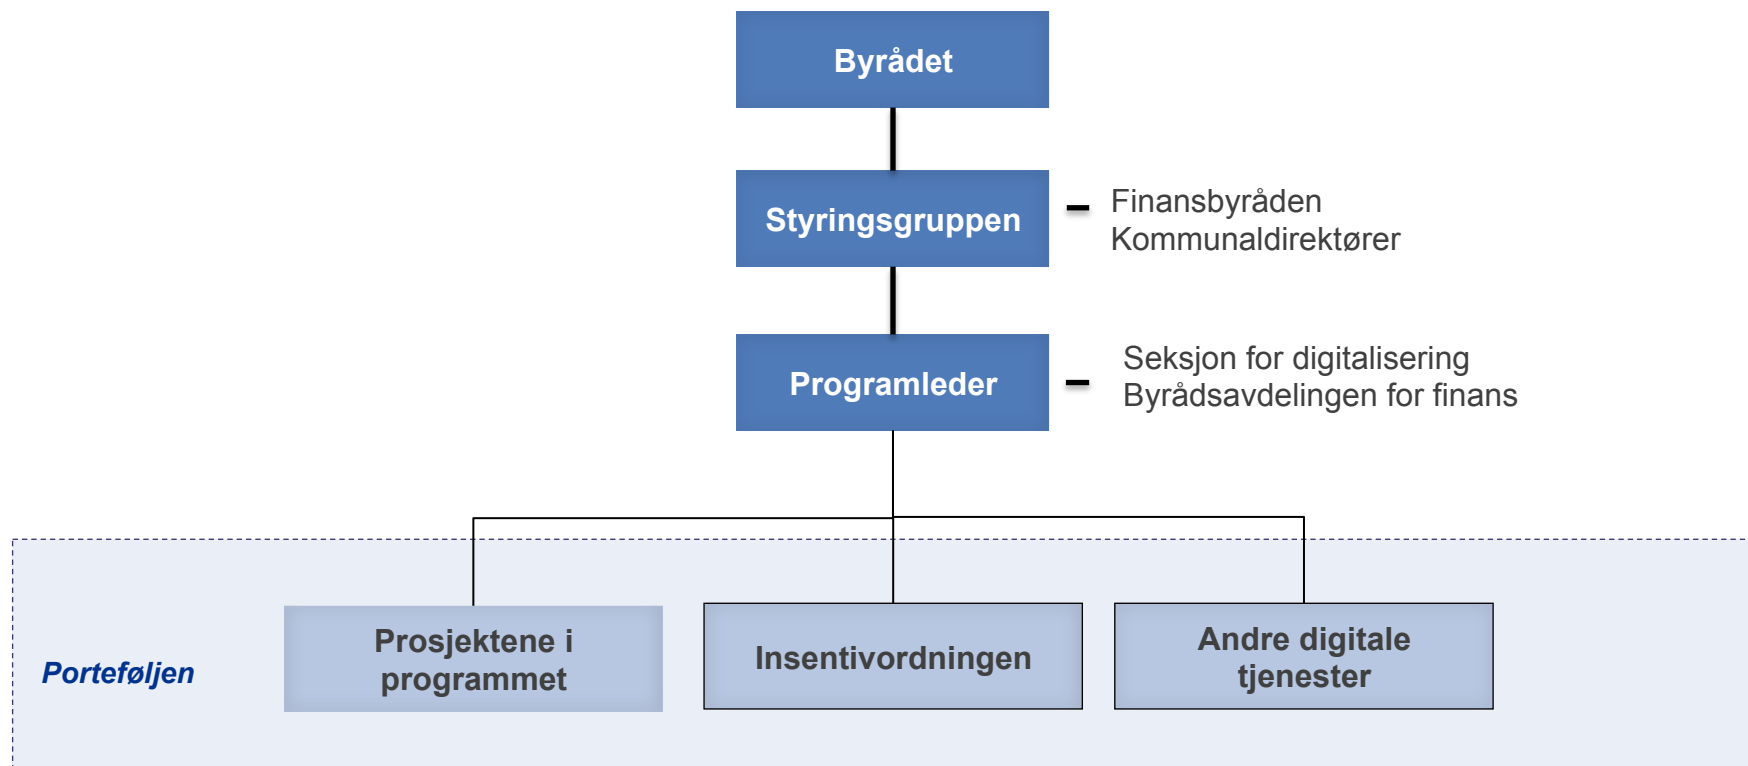 Byrådet
Styringsgruppen
Finansbyråden
Kommunaldirektører
Programleder
Seksjon for digitalisering
Byrådsavdelingen for finans
Porteføljen
Prosjektene i
programmet
Insentivordningen
Andre digitale
tjenester